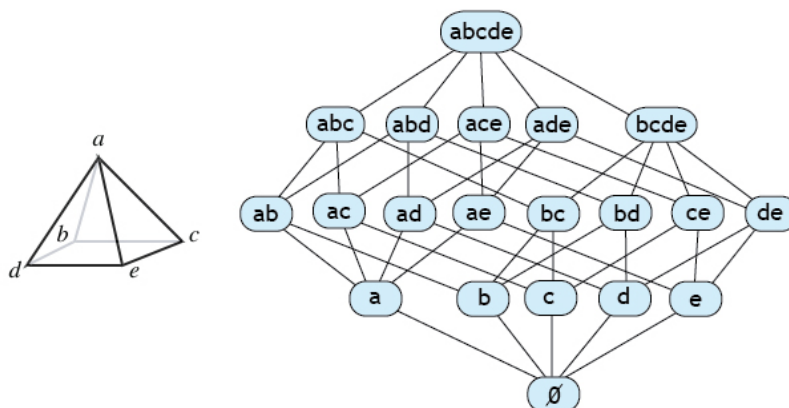 abcde
abc abd ace ade bcde
ab ac ad ae bc bd ce de
a b c d e
∅
a
b c
d e